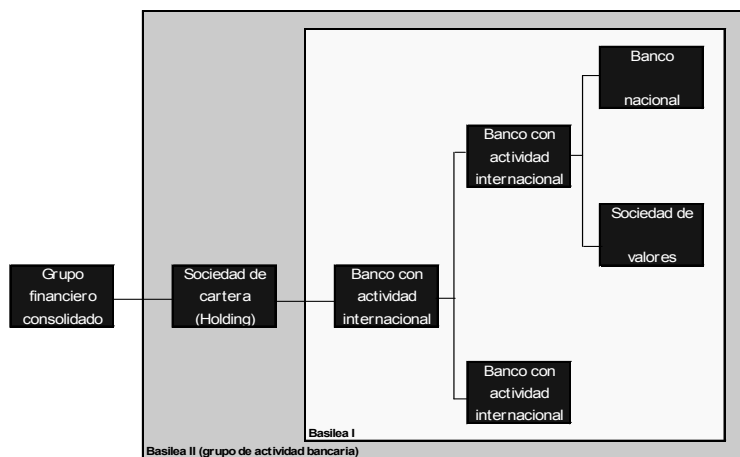 Banco
nacional
Banco con
actividad
internacional
Sociedad de
valores
Grupo
financiero
consolidado
Sociedad de
cartera
(Holding)
Banco con
actividad
internacional
Banco con
actividad
internacional
Basilea I
Basilea II (grupo de actividad bancaria)